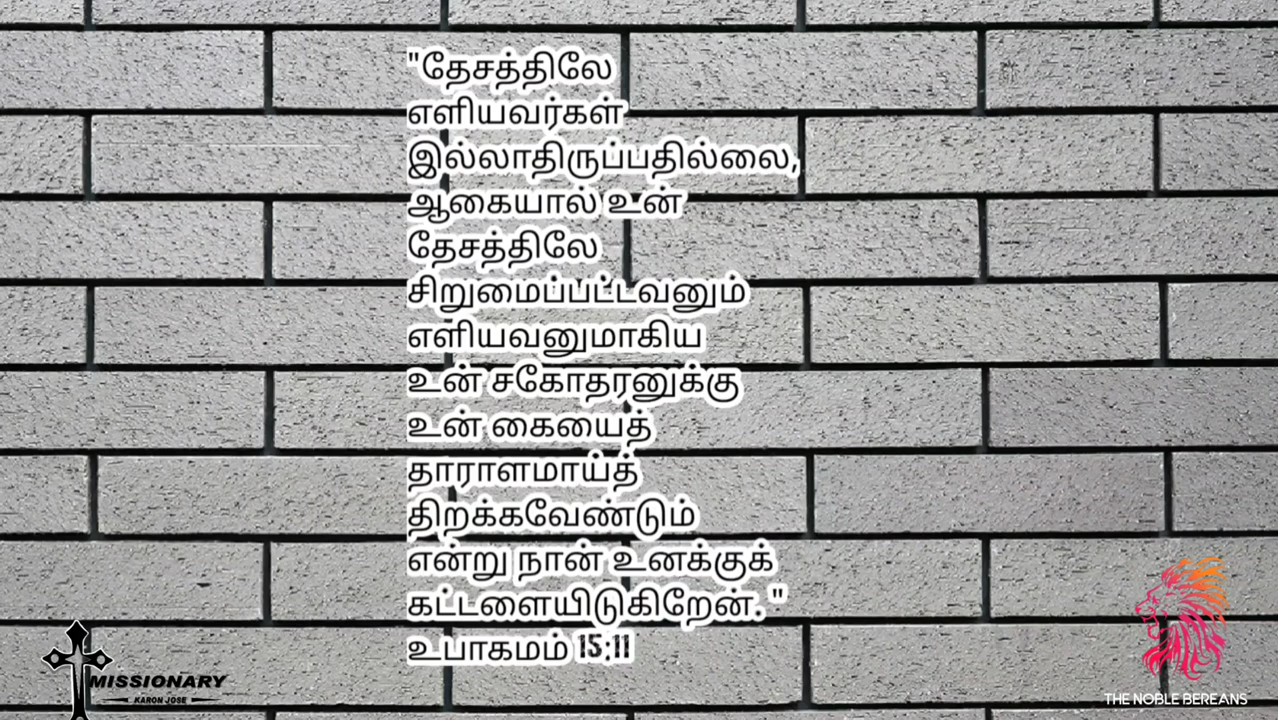 "தேசத்திலே
எளியவர்கள்
இல்லாதிருப்பதில்லை,
ஆகையால் உன்
தேசத்திலே
சிறுமைப்பட்டவனும்
எளியவனுமாகிய
உன் சகோதரனுக்கு
உன் கையைத்
தாராளமாய்த்
திறக்கவேண்டும்
என்று நான் உனக்குக்
கட்டளையிடுகிறேன். "
உபாகமம் 15:11
MISSIONARY
KARON JOSE
THE NOBLE BEREANS